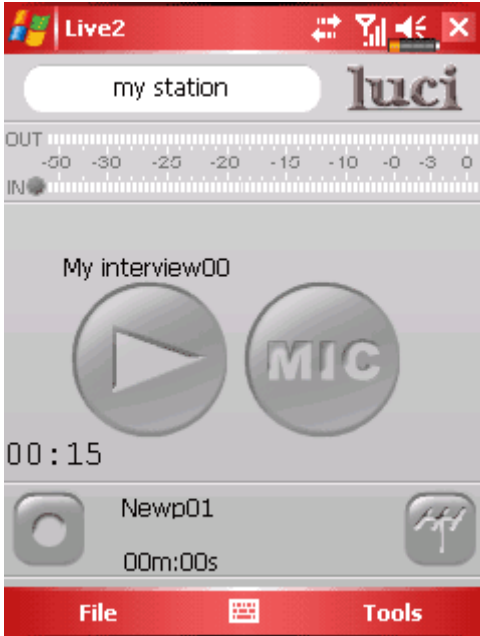 Live2
my station
luci
OUT
-50 -30 -25 -20 -15 -10 -0 -3 0
IN
My interview00
MIC
00:15
Newp01
00m:00s
File Tools